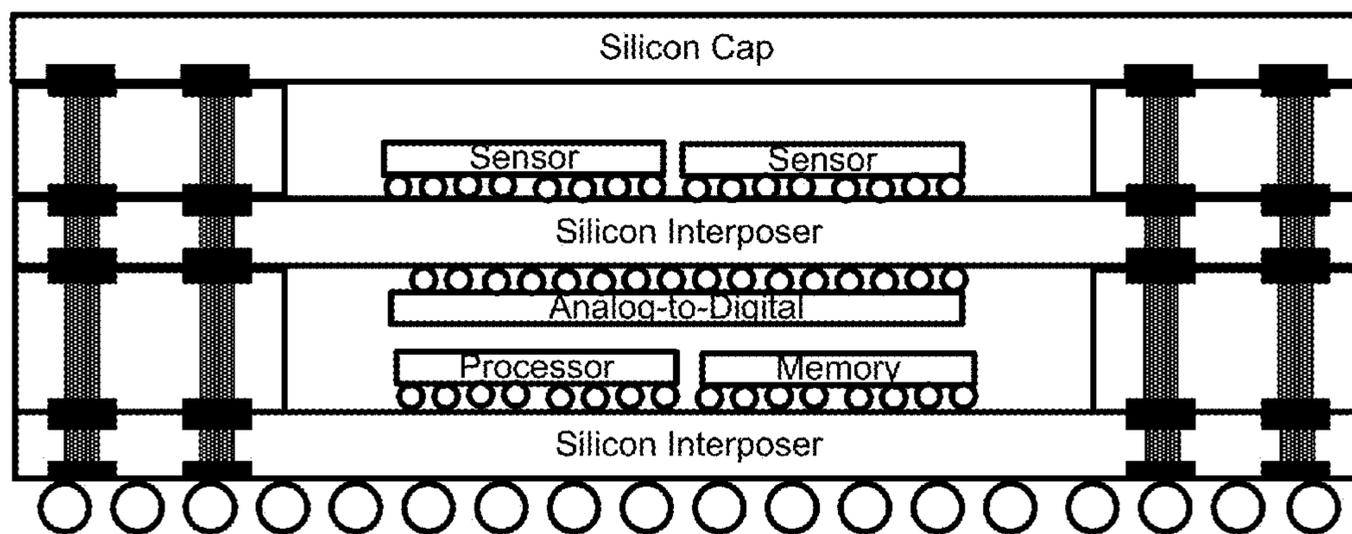 Silicon Cap
Sensor
Sensor
Silicon Interposer
Analog-to-Digital
Processor
Memory
Silicon Interposer